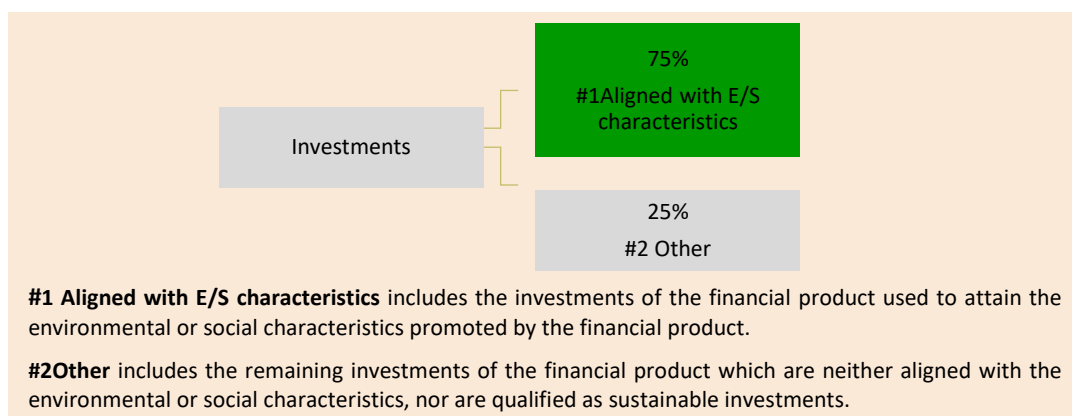 75%
#1Aligned with E/S
characteristics
Investments
25%
#2 Other
#1 Aligned with E/S characteristics includes the investments of the financial product used to attain the
environmental or social characteristics promoted by the financial product.
#2Other includes the remaining investments of the financial product which are neither aligned with the
environmental or social characteristics, nor are qualified as sustainable investments.